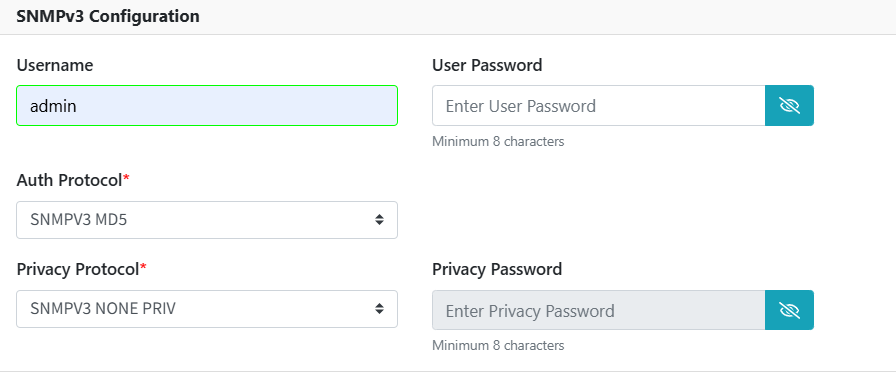 SNMPv3 Configuration
Username
User Password
admin
Enter User Password
Minimum 8 characters
Auth Protocol*
SNMPV3 MD5
Privacy Protocol*
Privacy Password
SNMPV3 NONE PRIV
Enter Privacy Password
Minimum 8 characters